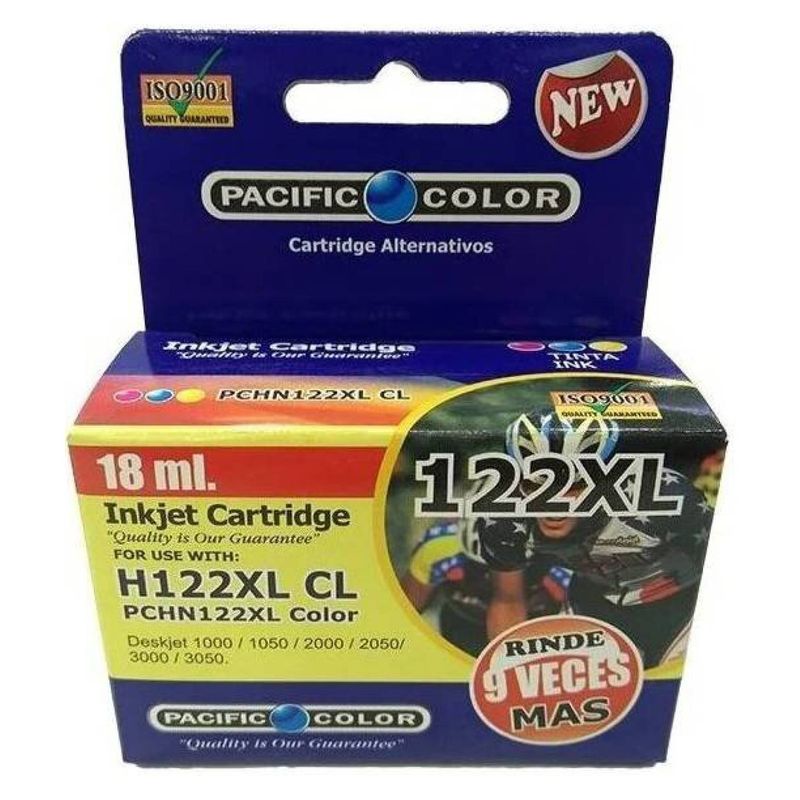 ISO9001
QUALITY GUARANTEED
NEW
PACIFIC COLOR
Cartridge Alternativos
Inkjet Cartridge
"Quality is Our Guarantee"
TINTA
INK
PCHN122XL CL
ISO9001
QUALITY GUARANTEED
18 ml.
122XL
Inkjet Cartridge
"Quality is Our Guarantee"
FOR USE WITH:
H122XL CL
PCHN122XL Color
Deskjet 1000 / 1050 / 2000 / 2050/
3000 / 3050.
RINDE
9 VECES
MAS
PACIFIC COLOR
"Quality is Our Guarantee"